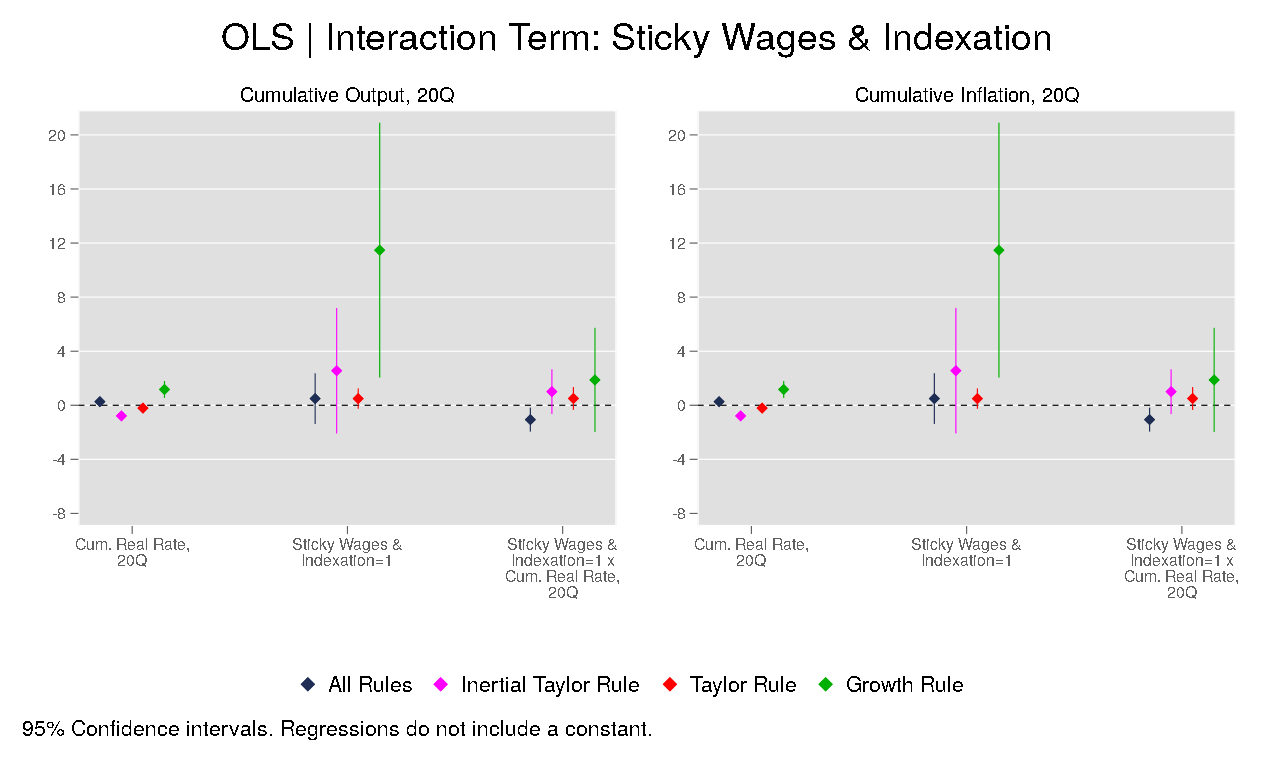 OLS | Interaction Term: Sticky Wages & Indexation
Cumulative Output, 20Q
20
16
12
8
4
0
-4
-8
Cum. Real Rate,
20Q
Sticky Wages &
Indexation=1
Sticky Wages &
Indexation=1 x
Cum. Real Rate,
20Q
Cumulative Inflation, 20Q
20
16
12
8
4
0
-4
-8
Cum. Real Rate,
20Q
Sticky Wages &
Indexation=1
Sticky Wages &
Indexation=1 x
Cum. Real Rate,
20Q
All Rules Inertial Taylor Rule Taylor Rule Growth Rule
95% Confidence intervals. Regressions do not include a constant.